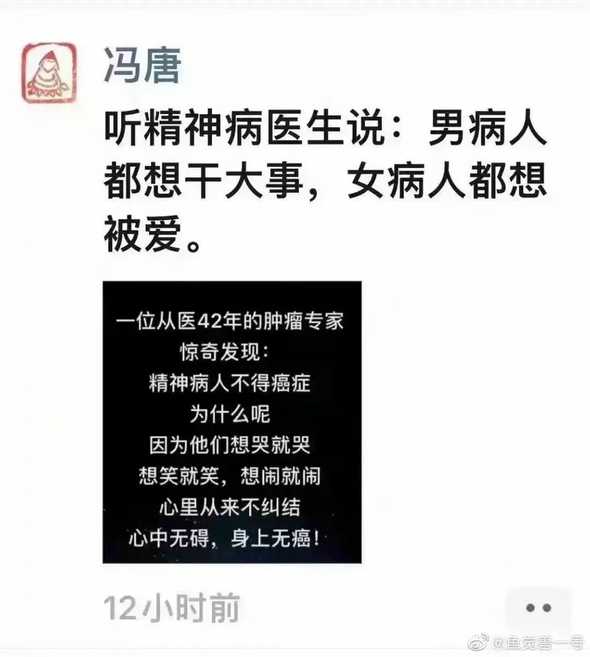 冯唐
听精神病医生说：男病人
都想干大事，女病人都想
被爱。
一位从医42年的肿瘤专家
惊奇发现：
精神病人不得癌症
为什么呢
因为他们想哭就哭
想笑就笑，想闹就闹
心里从来不纠结
心中无碍，身上无癌！
12小时前